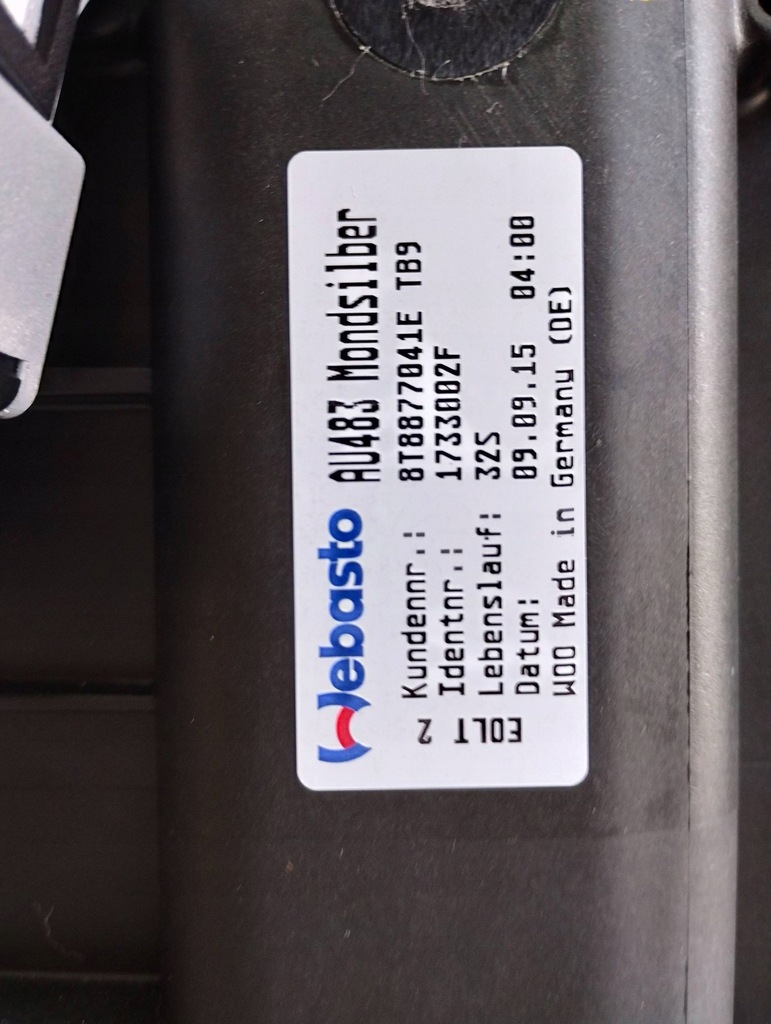 Webasto AU483 Mondsilber
Kundennr.: 8T8877041E TB9
Identnr.: 1733002F
Lebenslauf: 32S
Datum: 09.09.15 04:00
WOO Made in Germany (DE)
EOLT 2